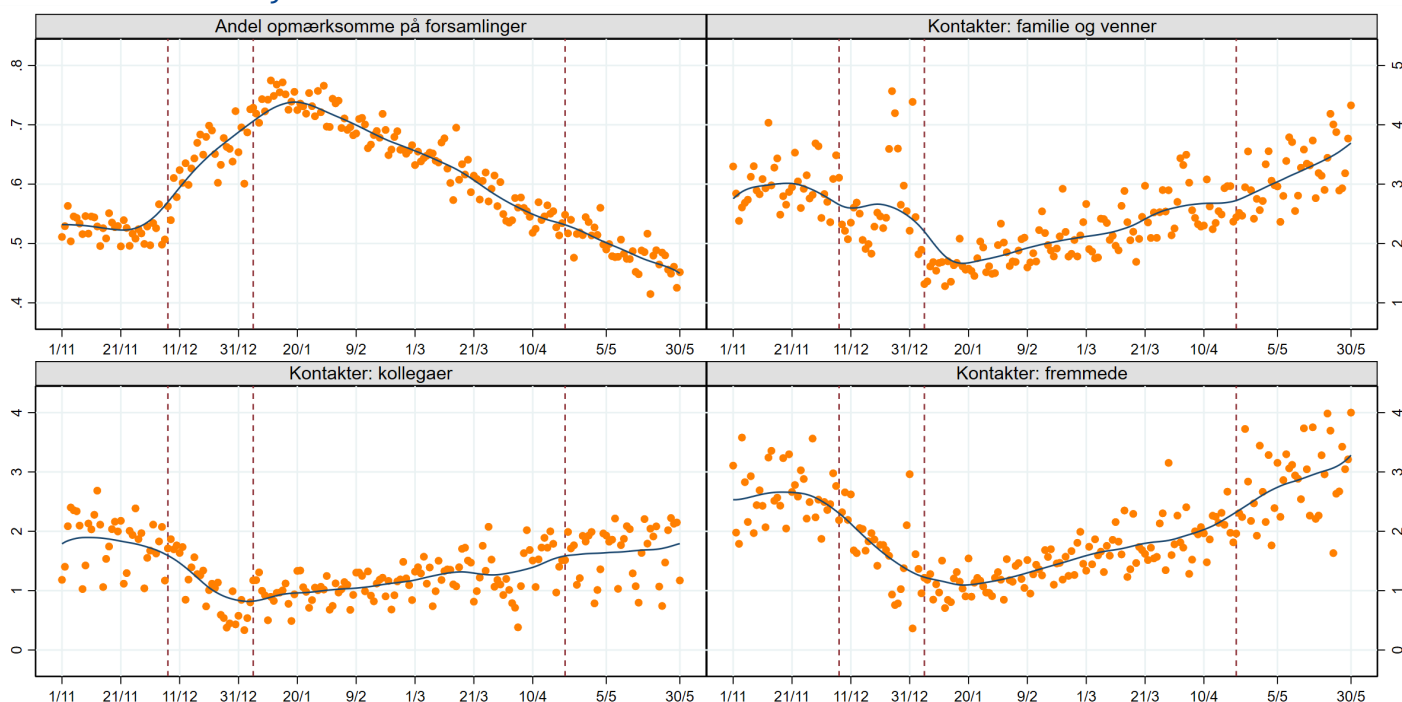 Andel opmærksomme på forsamlinger
Kontakter: familie og venner
.8
.7
.6
.5
.4
5
4
3
2
1
1/11 21/11 11/12 31/12 20/1 9/2 1/3 21/3 10/4 5/5 30/5
1/11 21/11 11/12 31/12 20/1 9/2 1/3 21/3 10/4 5/5 30/5
Kontakter: kollegaer
Kontakter: fremmede
4
3
2
1
0
4
3
2
1
0
1/11 21/11 11/12 31/12 20/1 9/2 1/3 21/3 10/4 5/5 30/5
1/11 21/11 11/12 31/12 20/1 9/2 1/3 21/3 10/4 5/5 30/5